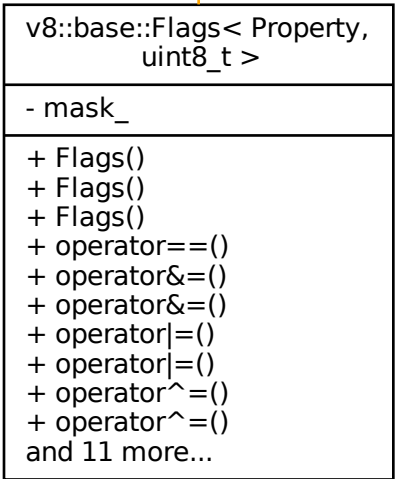 v8::base::Flags< Property,
uint8_t >
- mask_
+ Flags()
+ Flags()
+ Flags()
+ operator==()
+ operator&=()
+ operator&=()
+ operator|=()
+ operator|=()
+ operator^=()
+ operator^=()
and 11 more...